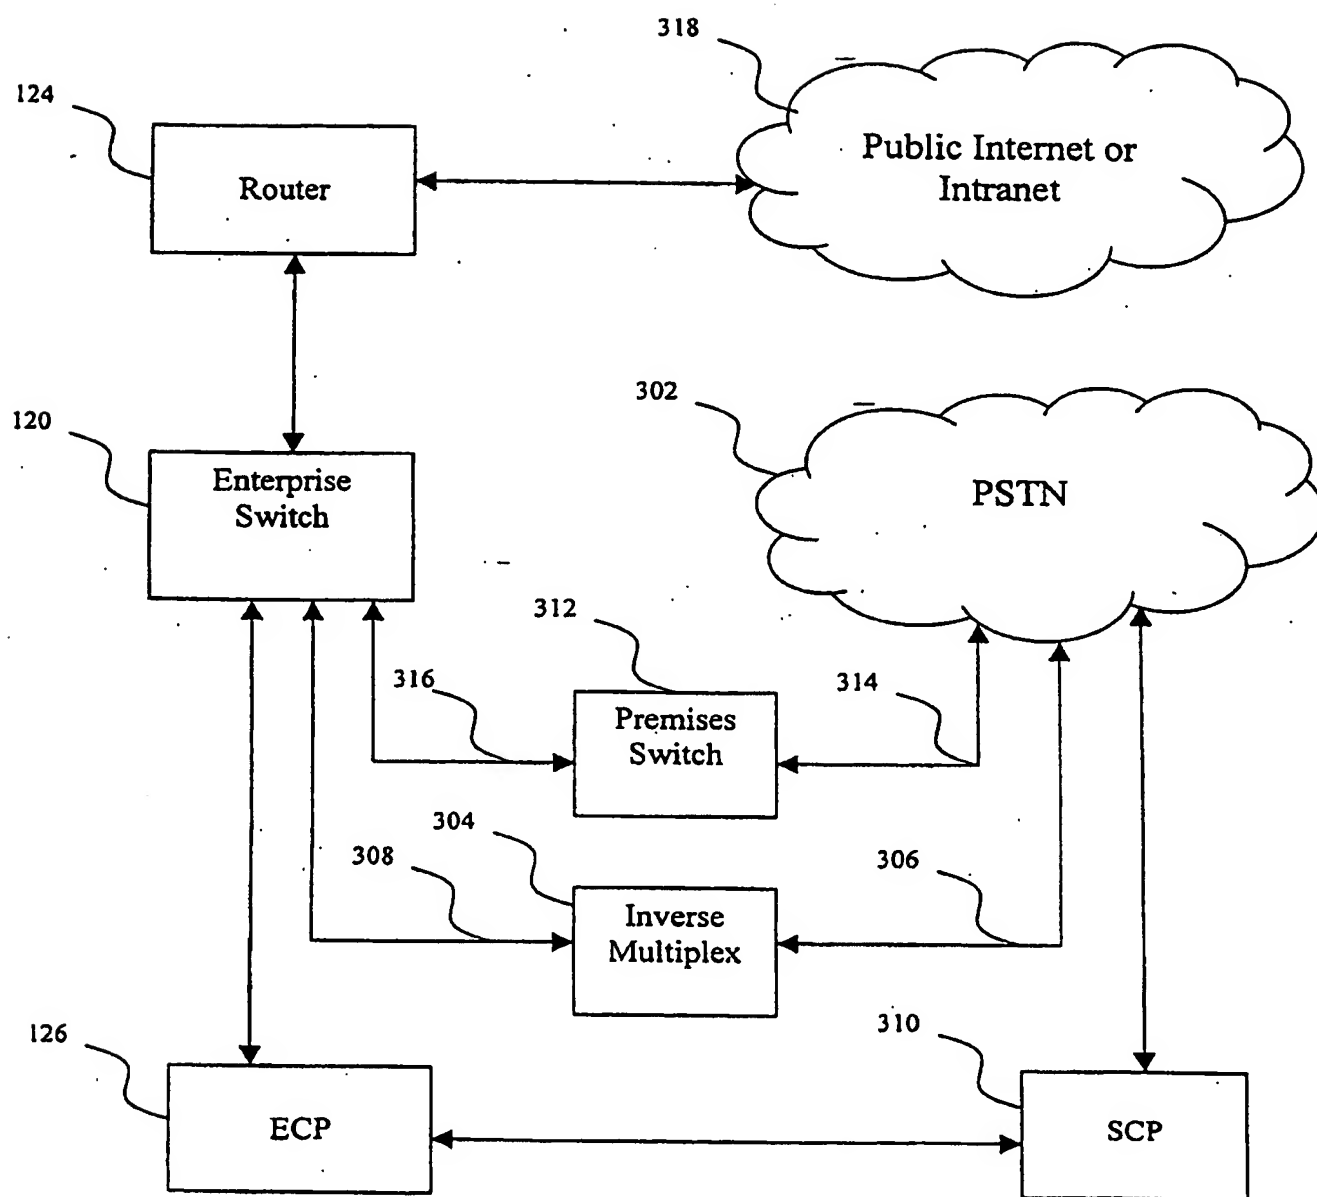 318
124
Public Internet or
Intranet
Router
302
120
Enterprise
Switch
PSTN
312
316
314
Premises
Switch
304
308
306
Inverse
Multiplex
126
310
ECP
SCP